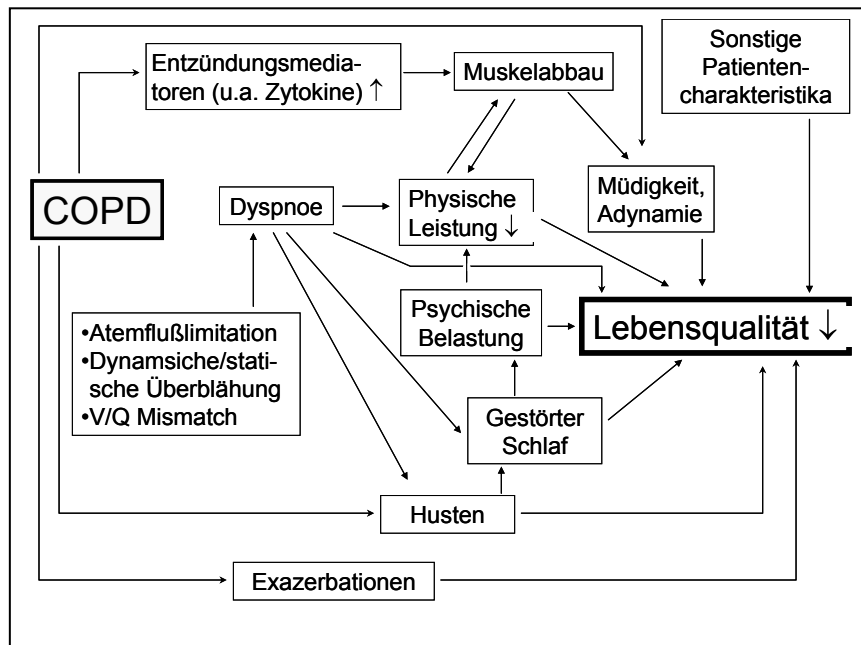 Sonstige
Patienten-
charakteristika
Entzündungsmedia-
toren (u.a. Zytokine) ↑
Muskelabbau
COPD
Dyspnoe
Physische
Leistung ↓
Müdigkeit,
Adynamie
•Atemflußlimitation
•Dynamsiche/stati-
sche Überblähung
•V/Q Mismatch
Psychische
Belastung
Lebensqualität ↓
Gestörter
Schlaf
Husten
Exazerbationen